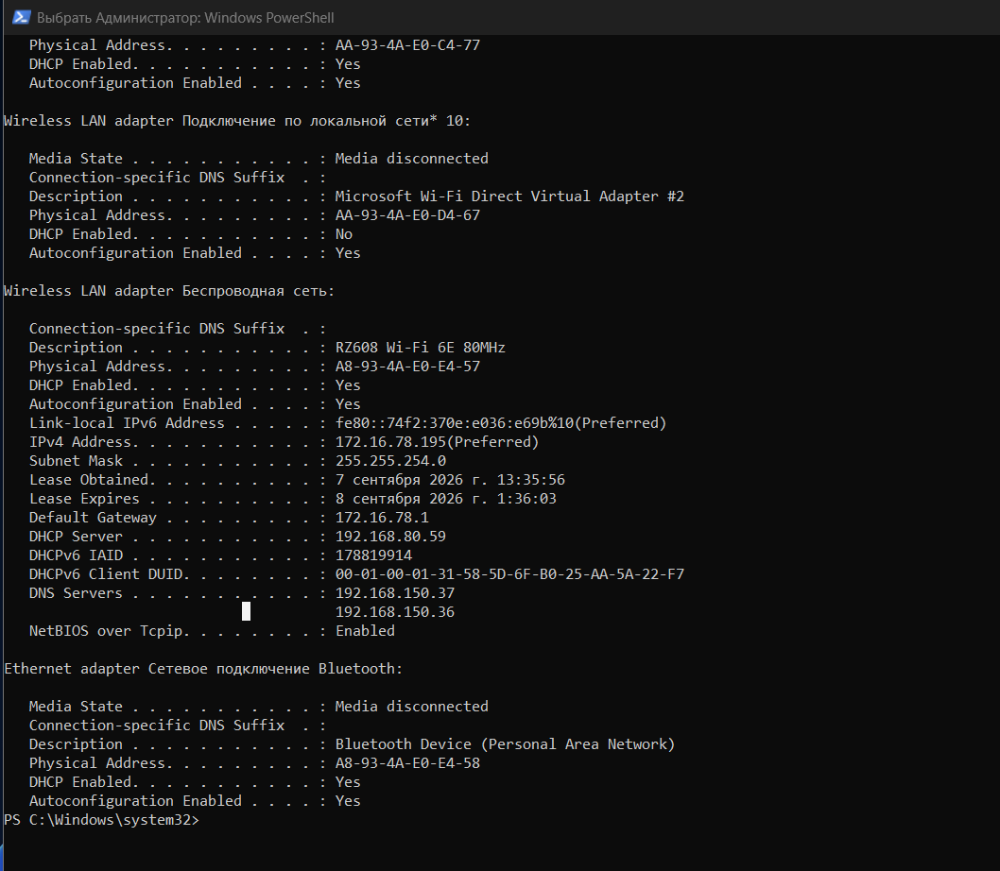 Выбрать Администратор: Windows PowerShell
   Physical Address. . . . . . . . . : AA-93-4A-E0-C4-77
   DHCP Enabled. . . . . . . . . . . : Yes
   Autoconfiguration Enabled . . . . : Yes

Wireless LAN adapter Подключение по локальной сети* 10:

   Media State . . . . . . . . . . . : Media disconnected
   Connection-specific DNS Suffix  . :
   Description . . . . . . . . . . . : Microsoft Wi-Fi Direct Virtual Adapter #2
   Physical Address. . . . . . . . . : AA-93-4A-E0-D4-67
   DHCP Enabled. . . . . . . . . . . : No
   Autoconfiguration Enabled . . . . : Yes

Wireless LAN adapter Беспроводная сеть:

   Connection-specific DNS Suffix  . :
   Description . . . . . . . . . . . : RZ608 Wi-Fi 6E 80MHz
   Physical Address. . . . . . . . . : A8-93-4A-E0-E4-57
   DHCP Enabled. . . . . . . . . . . : Yes
   Autoconfiguration Enabled . . . . : Yes
   Link-local IPv6 Address . . . . . : fe80::74f2:370e:e036:e69b%10(Preferred)
   IPv4 Address. . . . . . . . . . . : 172.16.78.195(Preferred)
   Subnet Mask . . . . . . . . . . . : 255.255.254.0
   Lease Obtained. . . . . . . . . . : 7 сентября 2026 г. 13:35:56
   Lease Expires . . . . . . . . . . : 8 сентября 2026 г. 1:36:03
   Default Gateway . . . . . . . . . : 172.16.78.1
   DHCP Server . . . . . . . . . . . : 192.168.80.59
   DHCPv6 IAID . . . . . . . . . . . : 178819914
   DHCPv6 Client DUID. . . . . . . . : 00-01-00-01-31-58-5D-6F-B0-25-AA-5A-22-F7
   DNS Servers . . . . . . . . . . . : 192.168.150.37
                                       192.168.150.36
   NetBIOS over Tcpip. . . . . . . . : Enabled

Ethernet adapter Сетевое подключение Bluetooth:

   Media State . . . . . . . . . . . : Media disconnected
   Connection-specific DNS Suffix  . :
   Description . . . . . . . . . . . : Bluetooth Device (Personal Area Network)
   Physical Address. . . . . . . . . : A8-93-4A-E0-E4-58
   DHCP Enabled. . . . . . . . . . . : Yes
   Autoconfiguration Enabled . . . . : Yes
PS C:\Windows\system32>